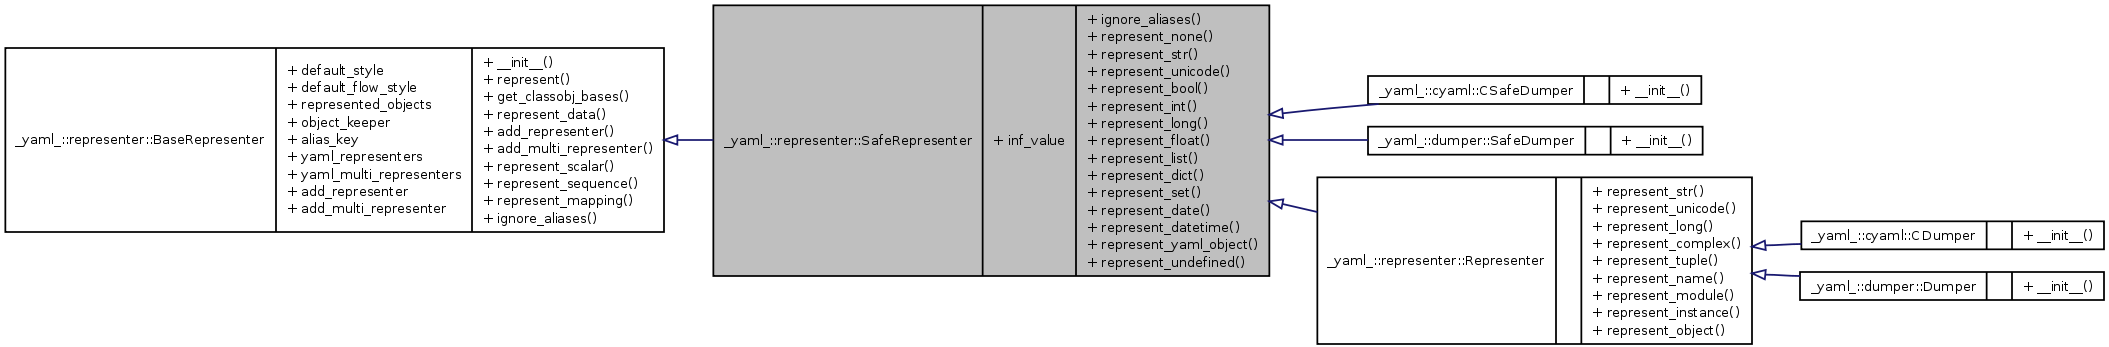 _yaml_::representer::BaseRepresenter
+ default_style
+ default_flow_style
+ represented_objects
+ object_keeper
+ alias_key
+ yaml_representers
+ yaml_multi_representers
+ add_representer
+ add_multi_representer
+ __init__()
+ represent()
+ get_classobj_bases()
+ represent_data()
+ add_representer()
+ add_multi_representer()
+ represent_scalar()
+ represent_sequence()
+ represent_mapping()
+ ignore_aliases()
_yaml_::representer::SafeRepresenter
+ inf_value
+ ignore_aliases()
+ represent_none()
+ represent_str()
+ represent_unicode()
+ represent_bool()
+ represent_int()
+ represent_long()
+ represent_float()
+ represent_list()
+ represent_dict()
+ represent_set()
+ represent_date()
+ represent_datetime()
+ represent_yaml_object()
+ represent_undefined()
_yaml_::cyaml::CSafeDumper
+ __init__()
_yaml_::dumper::SafeDumper
+ __init__()
_yaml_::representer::Representer
+ represent_str()
+ represent_unicode()
+ represent_long()
+ represent_complex()
+ represent_tuple()
+ represent_name()
+ represent_module()
+ represent_instance()
+ represent_object()
_yaml_::cyaml::CDumper
+ __init__()
_yaml_::dumper::Dumper
+ __init__()